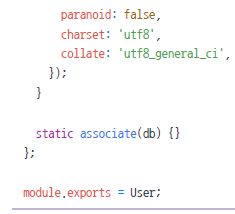 paranoid: false,
charset: 'utf8',
collate: 'utf8_general_ci',
});
}
static associate(db) {}
};
module.exports = User;